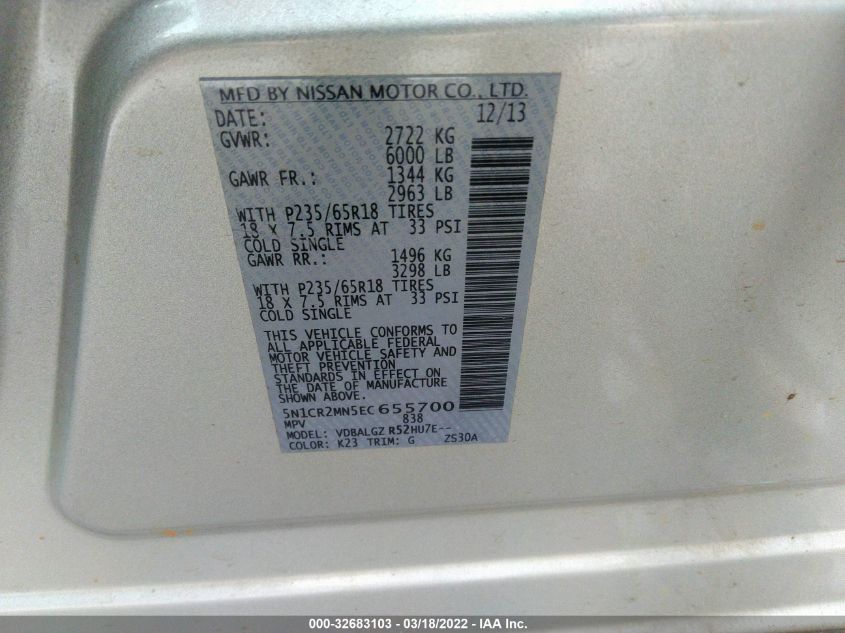 MFD BY NISSAN MOTOR CO., LTD.
DATE: 12/13
GVWR: 2722 KG
6000 LB
GAWR FR.: 1344 KG
2963 LB
WITH P235/65R18 TIRES
18 X 7.5 RIMS AT 33 PSI
COLD SINGLE
GAWR RR.: 1496 KG
3298 LB
WITH P235/65R18 TIRES
18 X 7.5 RIMS AT 33 PSI
COLD SINGLE
THIS VEHICLE CONFORMS TO
ALL APPLICABLE FEDERAL
MOTOR VEHICLE SAFETY AND
THEFT PREVENTION
STANDARDS IN EFFECT ON
THE DATE OF MANUFACTURE
SHOWN ABOVE.
5N1CR2MN5EC655700
MPV 838
MODEL: VDBALGZ R52HU7E--
COLOR: K23 TRIM: G ZS30A
000-32683103 - 03/18/2022 - IAA Inc.